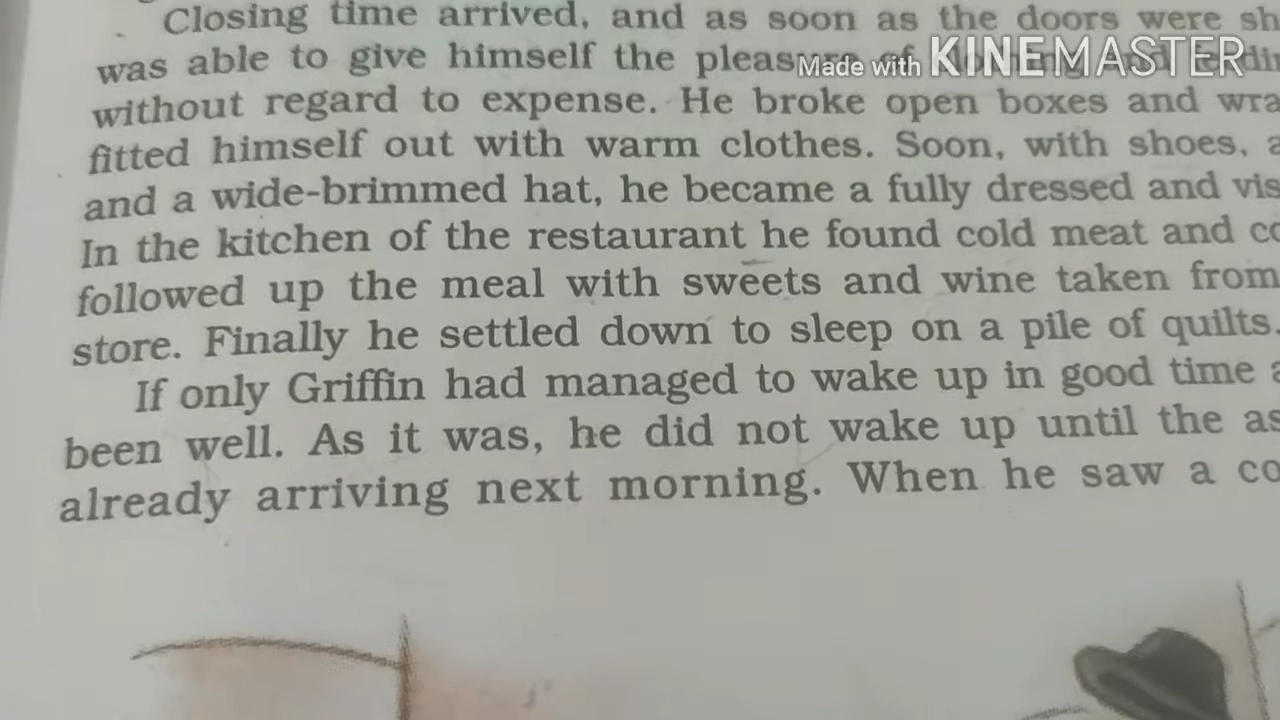 Closing time arrived, and as soon as the doors were sh
was able to give himself the pleasure of
Made with KINEMASTER
without regard to expense. He broke open boxes and wra
fitted himself out with warm clothes. Soon, with shoes, a
and a wide-brimmed hat, he became a fully dressed and vis
In the kitchen of the restaurant he found cold meat and co
followed up the meal with sweets and wine taken from
store. Finally he settled down to sleep on a pile of quilts.
If only Griffin had managed to wake up in good time a
been well. As it was, he did not wake up until the as
already arriving next morning. When he saw a co